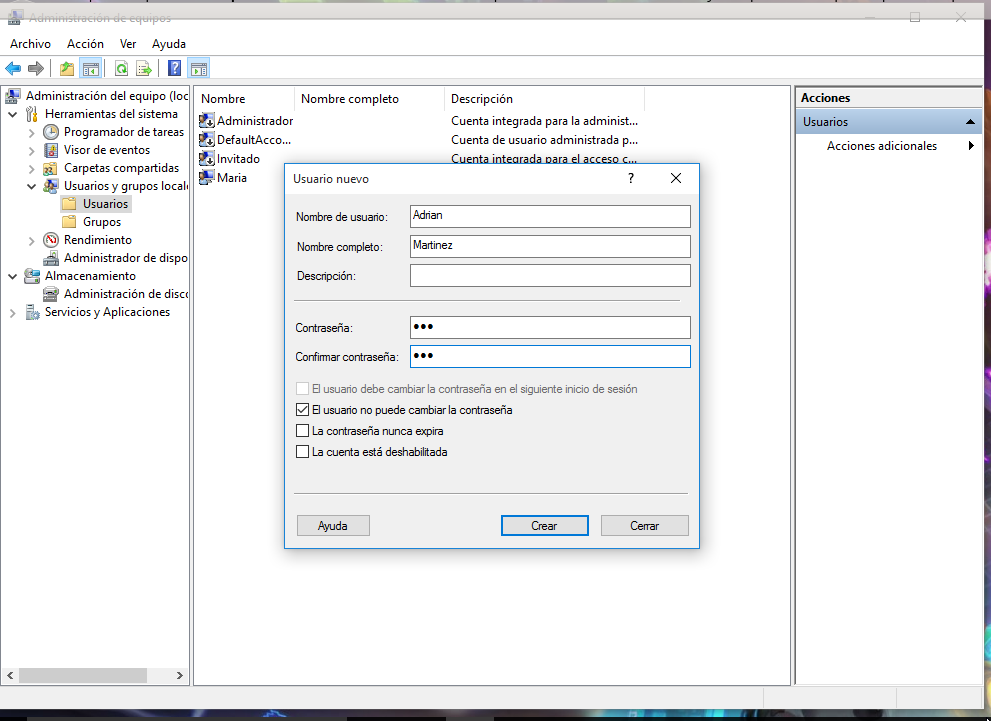 Administración de equipos
Archivo Acción Ver Ayuda
Administración del equipo (loc
Herramientas del sistema
Programador de tareas
Visor de eventos
Carpetas compartidas
Usuarios y grupos locale
Usuarios
Grupos
Rendimiento
Administrador de dispo
Almacenamiento
Administración de disco
Servicios y Aplicaciones
Nombre Nombre completo Descripción
Administrador Cuenta integrada para la administ...
DefaultAcco... Cuenta de usuario administrada p...
Invitado Cuenta integrada para el acceso c...
Maria
Usuario nuevo ?
Nombre de usuario: Adrian
Nombre completo: Martinez
Descripción:
Contraseña: •••
Confirmar contraseña: •••
El usuario debe cambiar la contraseña en el siguiente inicio de sesión
El usuario no puede cambiar la contraseña
La contraseña nunca expira
La cuenta está deshabilitada
Ayuda Crear Cerrar
Acciones
Usuarios
Acciones adicionales